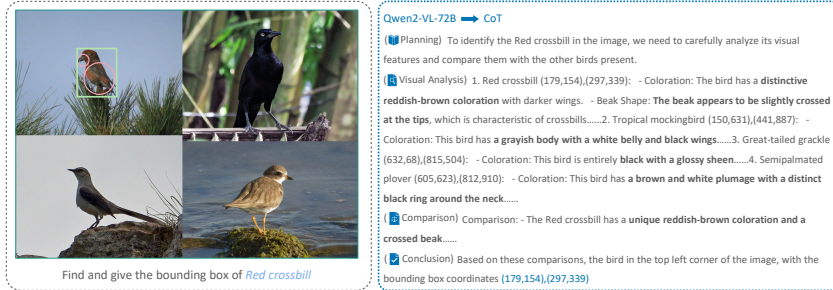 Find and give the bounding box of Red crossbill
Qwen2-VL-72B ➡ CoT
(Planning) To identify the Red crossbill in the image, we need to carefully analyze its visual
features and compare them with the other birds present.
(Visual Analysis) 1. Red crossbill (179,154),(297,339): - Coloration: The bird has a distinctive
reddish-brown coloration with darker wings. - Beak Shape: The beak appears to be slightly crossed
at the tips, which is characteristic of crossbills......2. Tropical mockingbird (150,631),(441,887): -
Coloration: This bird has a grayish body with a white belly and black wings......3. Great-tailed grackle
(632,68),(815,504): - Coloration: This bird is entirely black with a glossy sheen......4. Semipalmated
plover (605,623),(812,910): - Coloration: This bird has a brown and white plumage with a distinct
black ring around the neck......
(Comparison) Comparison: - The Red crossbill has a unique reddish-brown coloration and a
crossed beak......
(Conclusion) Based on these comparisons, the bird in the top left corner of the image, with the
bounding box coordinates (179,154),(297,339)